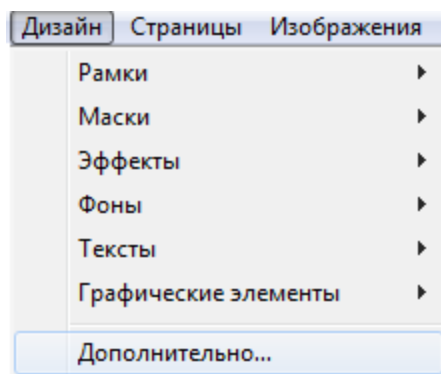 Дизайн Страницы Изображения
Рамки
Маски
Эффекты
Фоны
Тексты
Графические элементы
Дополнительно...